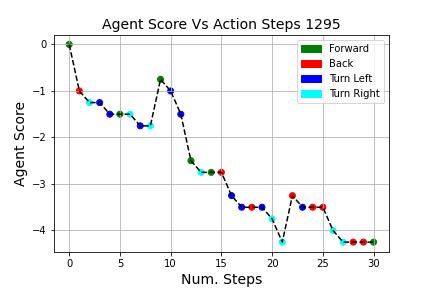 Agent Score Vs Action Steps 1295
Agent Score
0
−1
−2
−3
−4
Forward
Back
Turn Left
Turn Right
0 5 10 15 20 25 30
Num. Steps